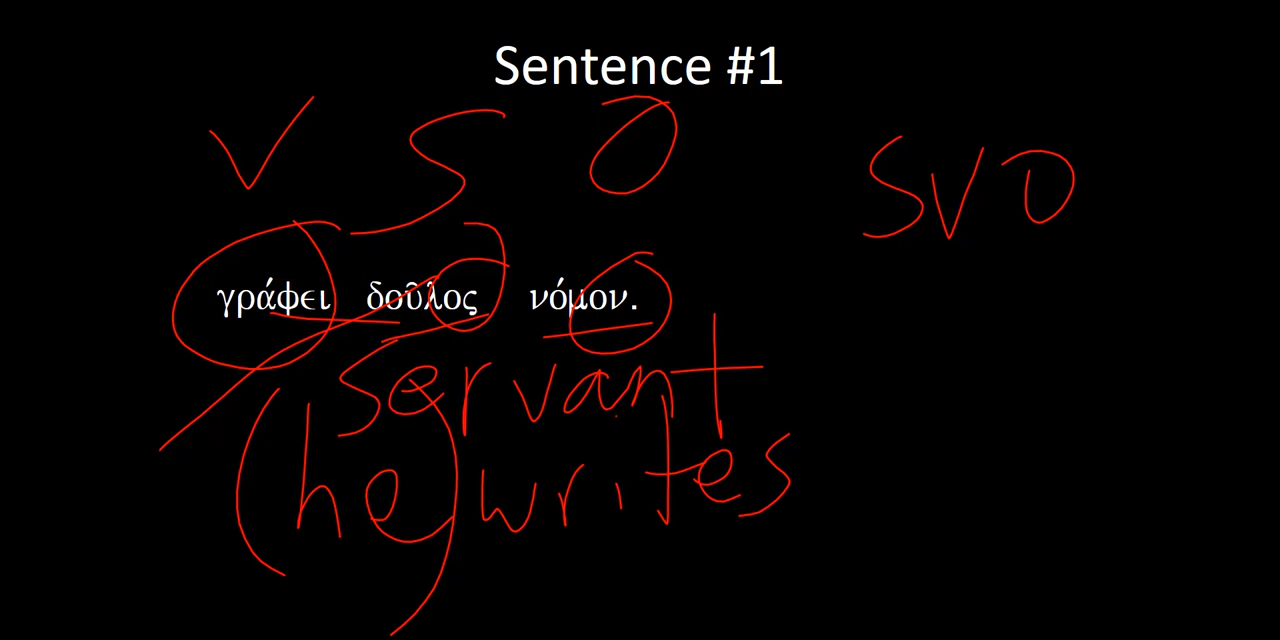 Sentence #1
V S O
SVO
γράφει δοῦλος νόμον.
servant
(he) writes